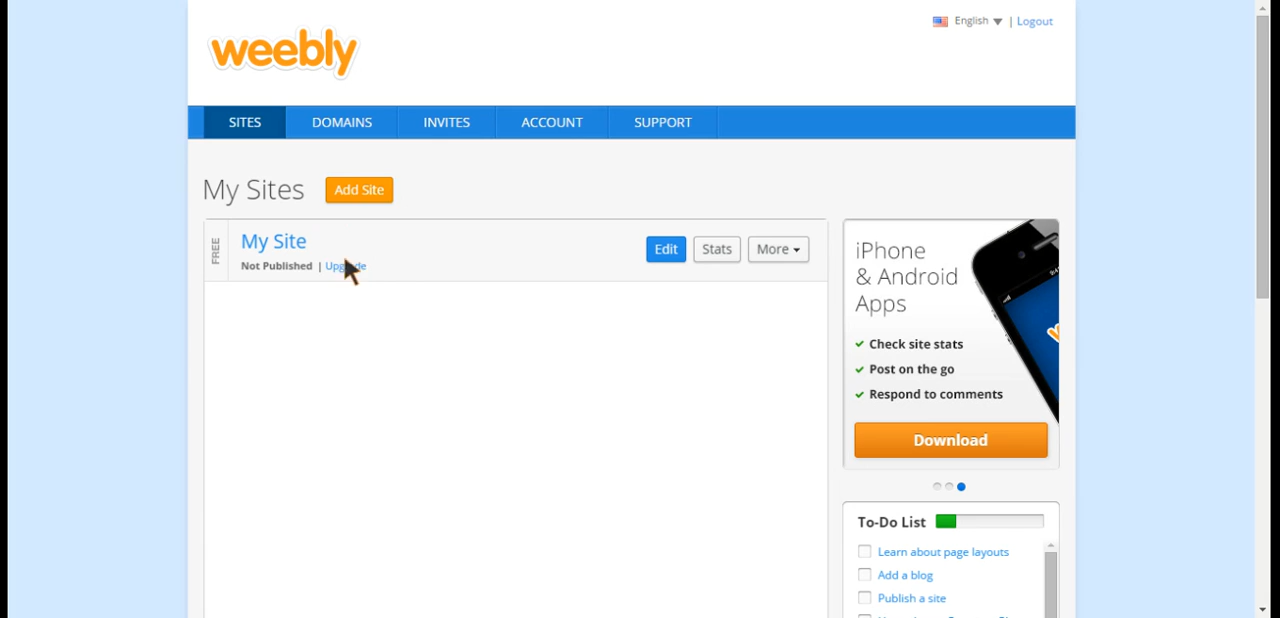 English | Logout
weebly
SITES DOMAINS INVITES ACCOUNT SUPPORT
My Sites Add Site
FREE
My Site
Not Published | Upgrade
Edit Stats More
iPhone
& Android
Apps
Check site stats
Post on the go
Respond to comments
Download
To-Do List
Learn about page layouts
Add a blog
Publish a site